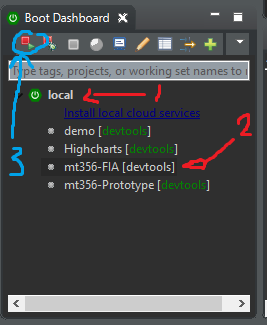 Boot Dashboard
Type tags, projects, or working set names to
local
1
Install local cloud services
demo [devtools]
Highcharts [devtools]
2
mt356-FIA [devtools]
3
mt356-Prototype [devtools]